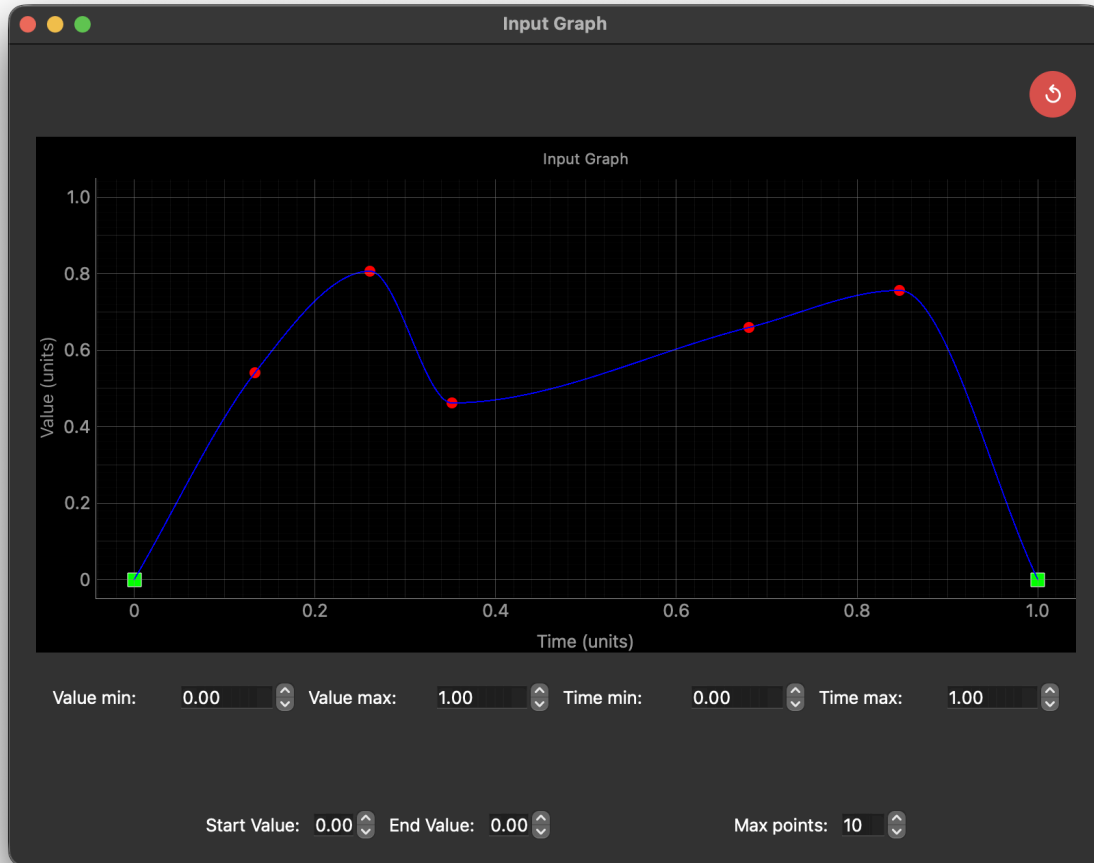 Input Graph
Input Graph
1.0
0.8
0.6
0.4
0.2
0
Value (units)
0 0.2 0.4 0.6 0.8 1.0
Time (units)
Value min: 0.00 Value max: 1.00 Time min: 0.00 Time max: 1.00
Start Value: 0.00 End Value: 0.00 Max points: 10